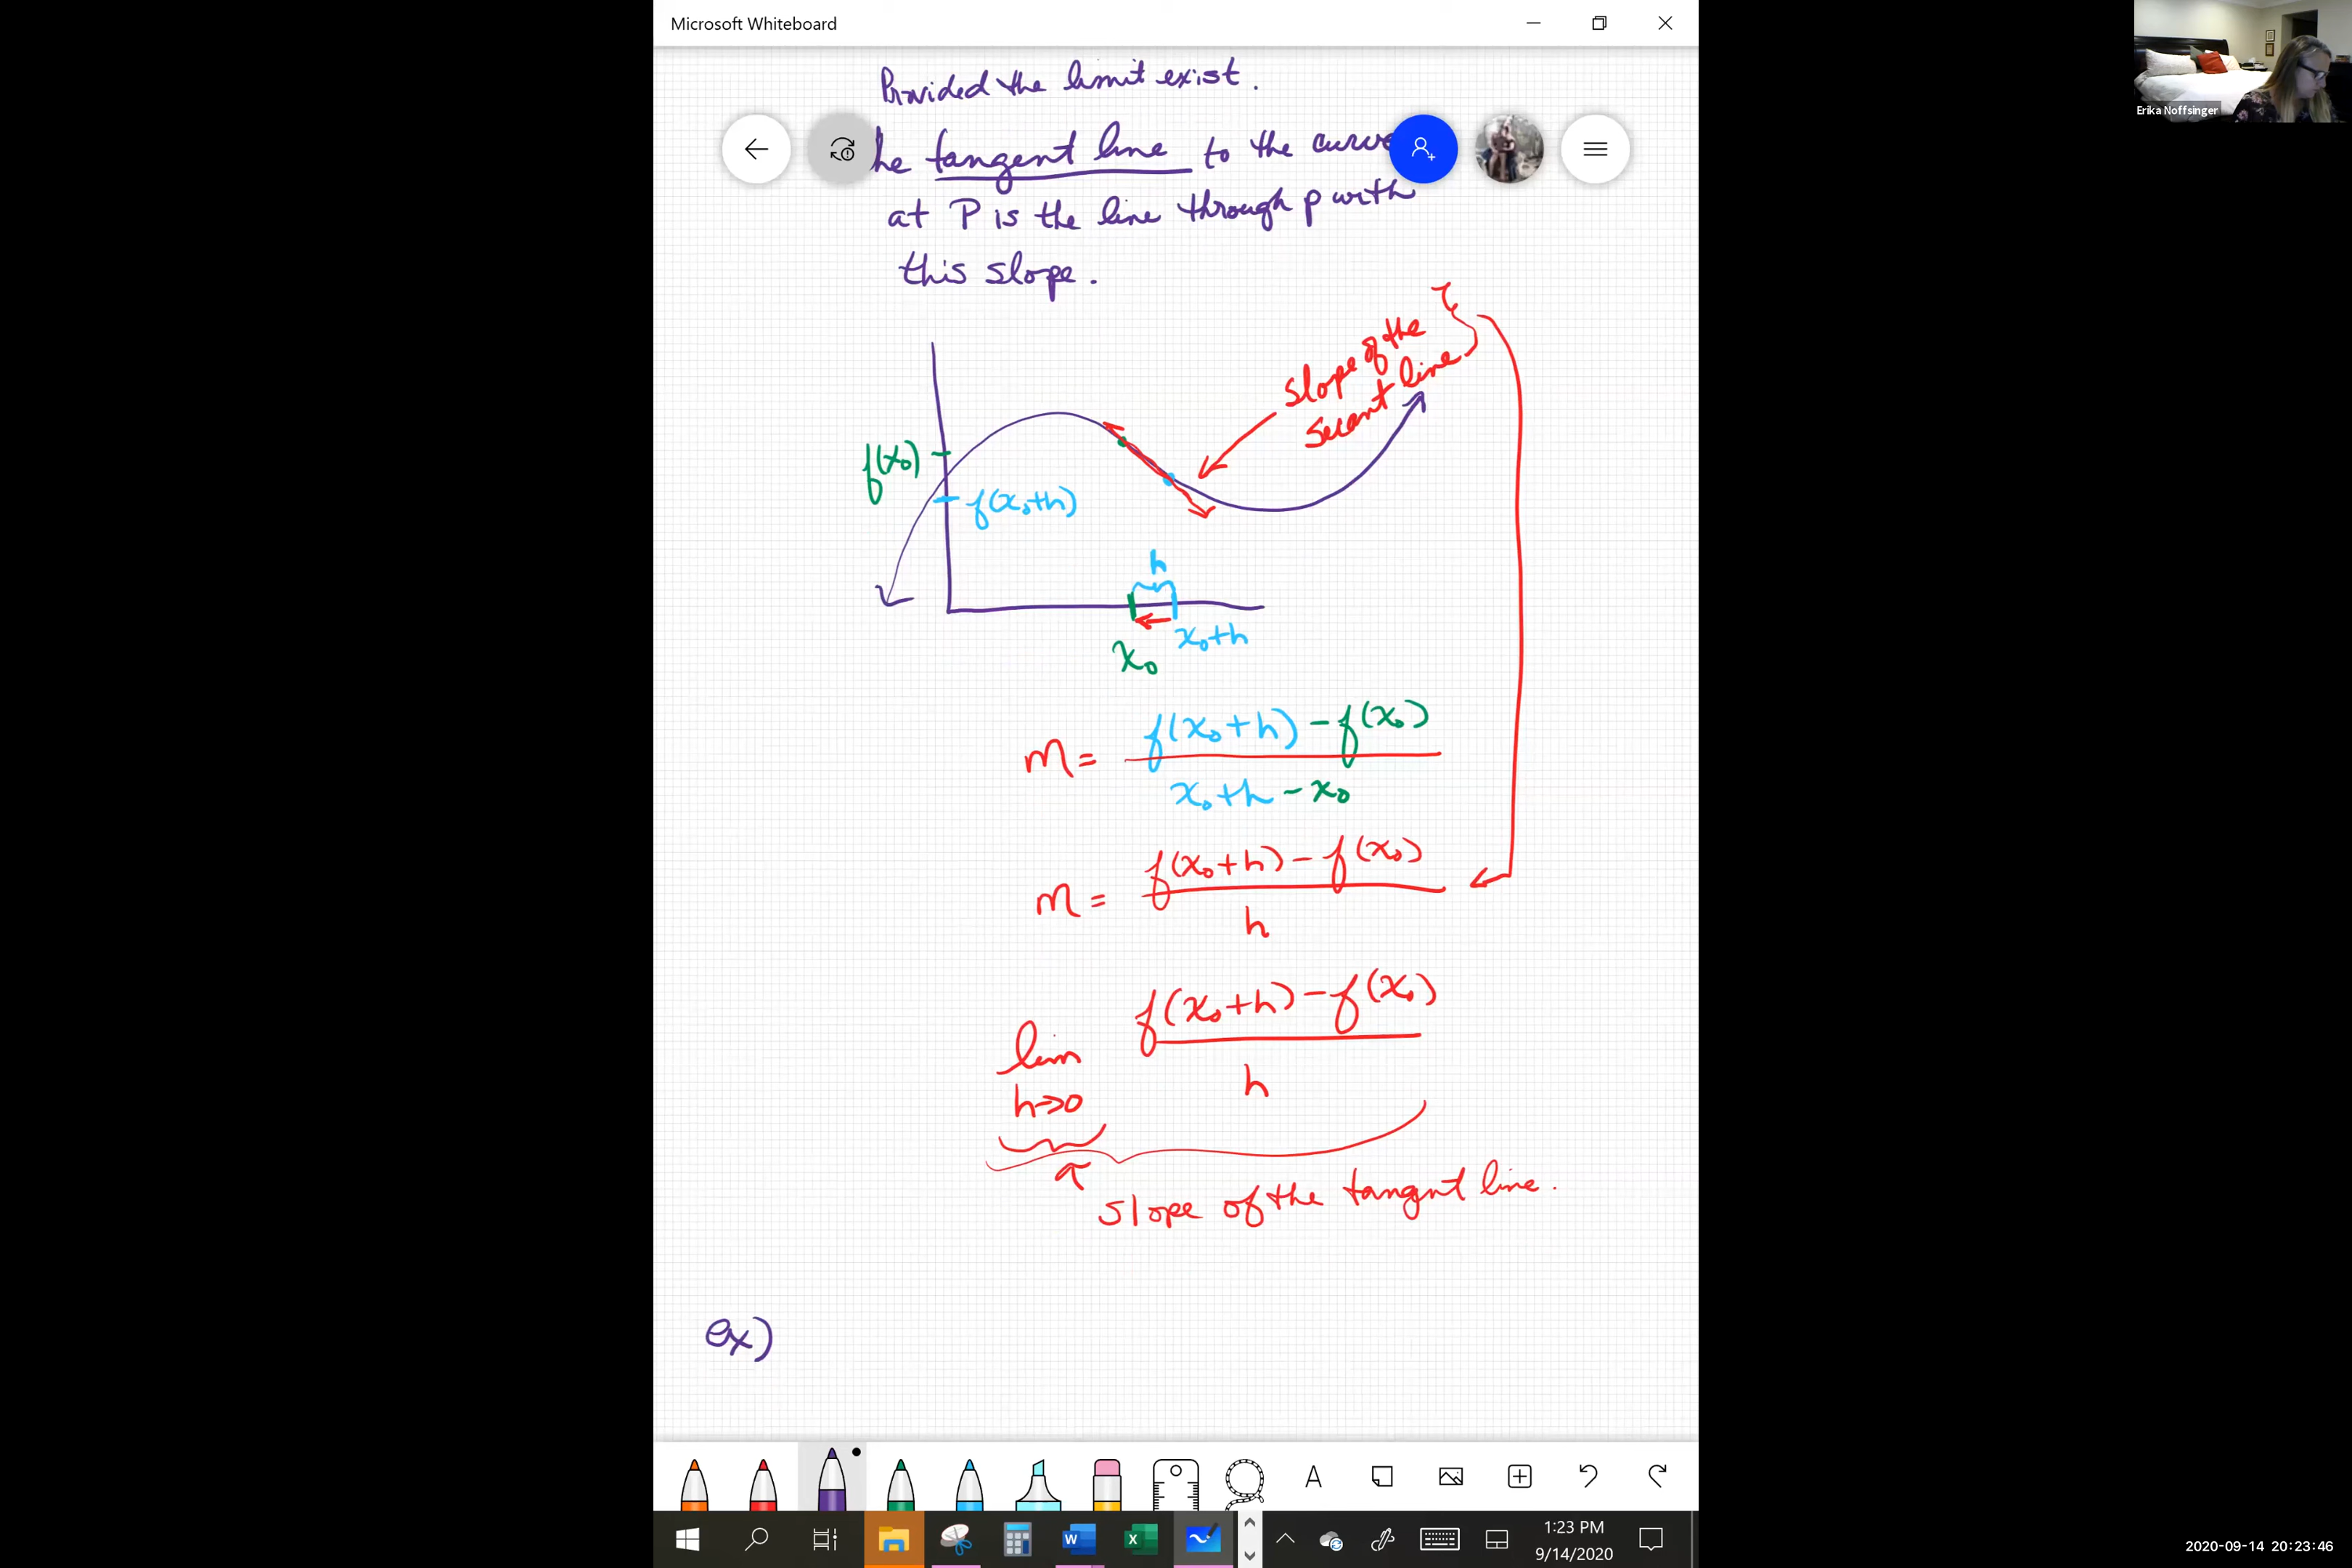 Microsoft Whiteboard
Erika Noffsinger
Provided the limit exist.
he tangent line to the curve
at P is the line through p with
this slope.
slope of the
secant line
f(x₀)
f(x₀+h)
h
x₀+h
x₀
m = f(x₀+h) - f(x₀)
x₀+h - x₀
m = f(x₀+h) - f(x₀)
h
f(x₀+h) - f(x₀)
lim
h→0
h
slope of the tangent line.
ex)
A
W
X
1:23 PM
9/14/2020
2020-09-14 20:23:46